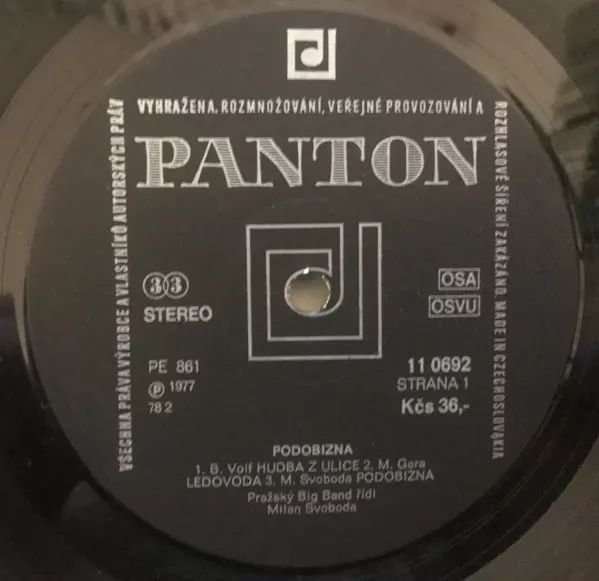 VŠECHNA PRÁVA VÝROBCE A VLASTNÍKŮ AUTORSKÝCH PRÁV
VYHRAŽENA. ROZMNOŽOVÁNÍ, VEŘEJNÉ PROVOZOVÁNÍ A
ROZHLASOVÉ ŠÍŘENÍ ZAKÁZÁNO. MADE IN CZECHOSLOVAKIA
PANTON
33
STEREO
OSA
OSVU
PE 861
℗ 1977
78 2
11 0692
STRANA 1
Kčs 36,-
PODOBIZNA
1. B. Volf HUDBA Z ULICE 2. M. Gera
LEDOVODA 3. M. Svoboda PODOBIZNA
Pražský Big Band řídí
Milan Svoboda